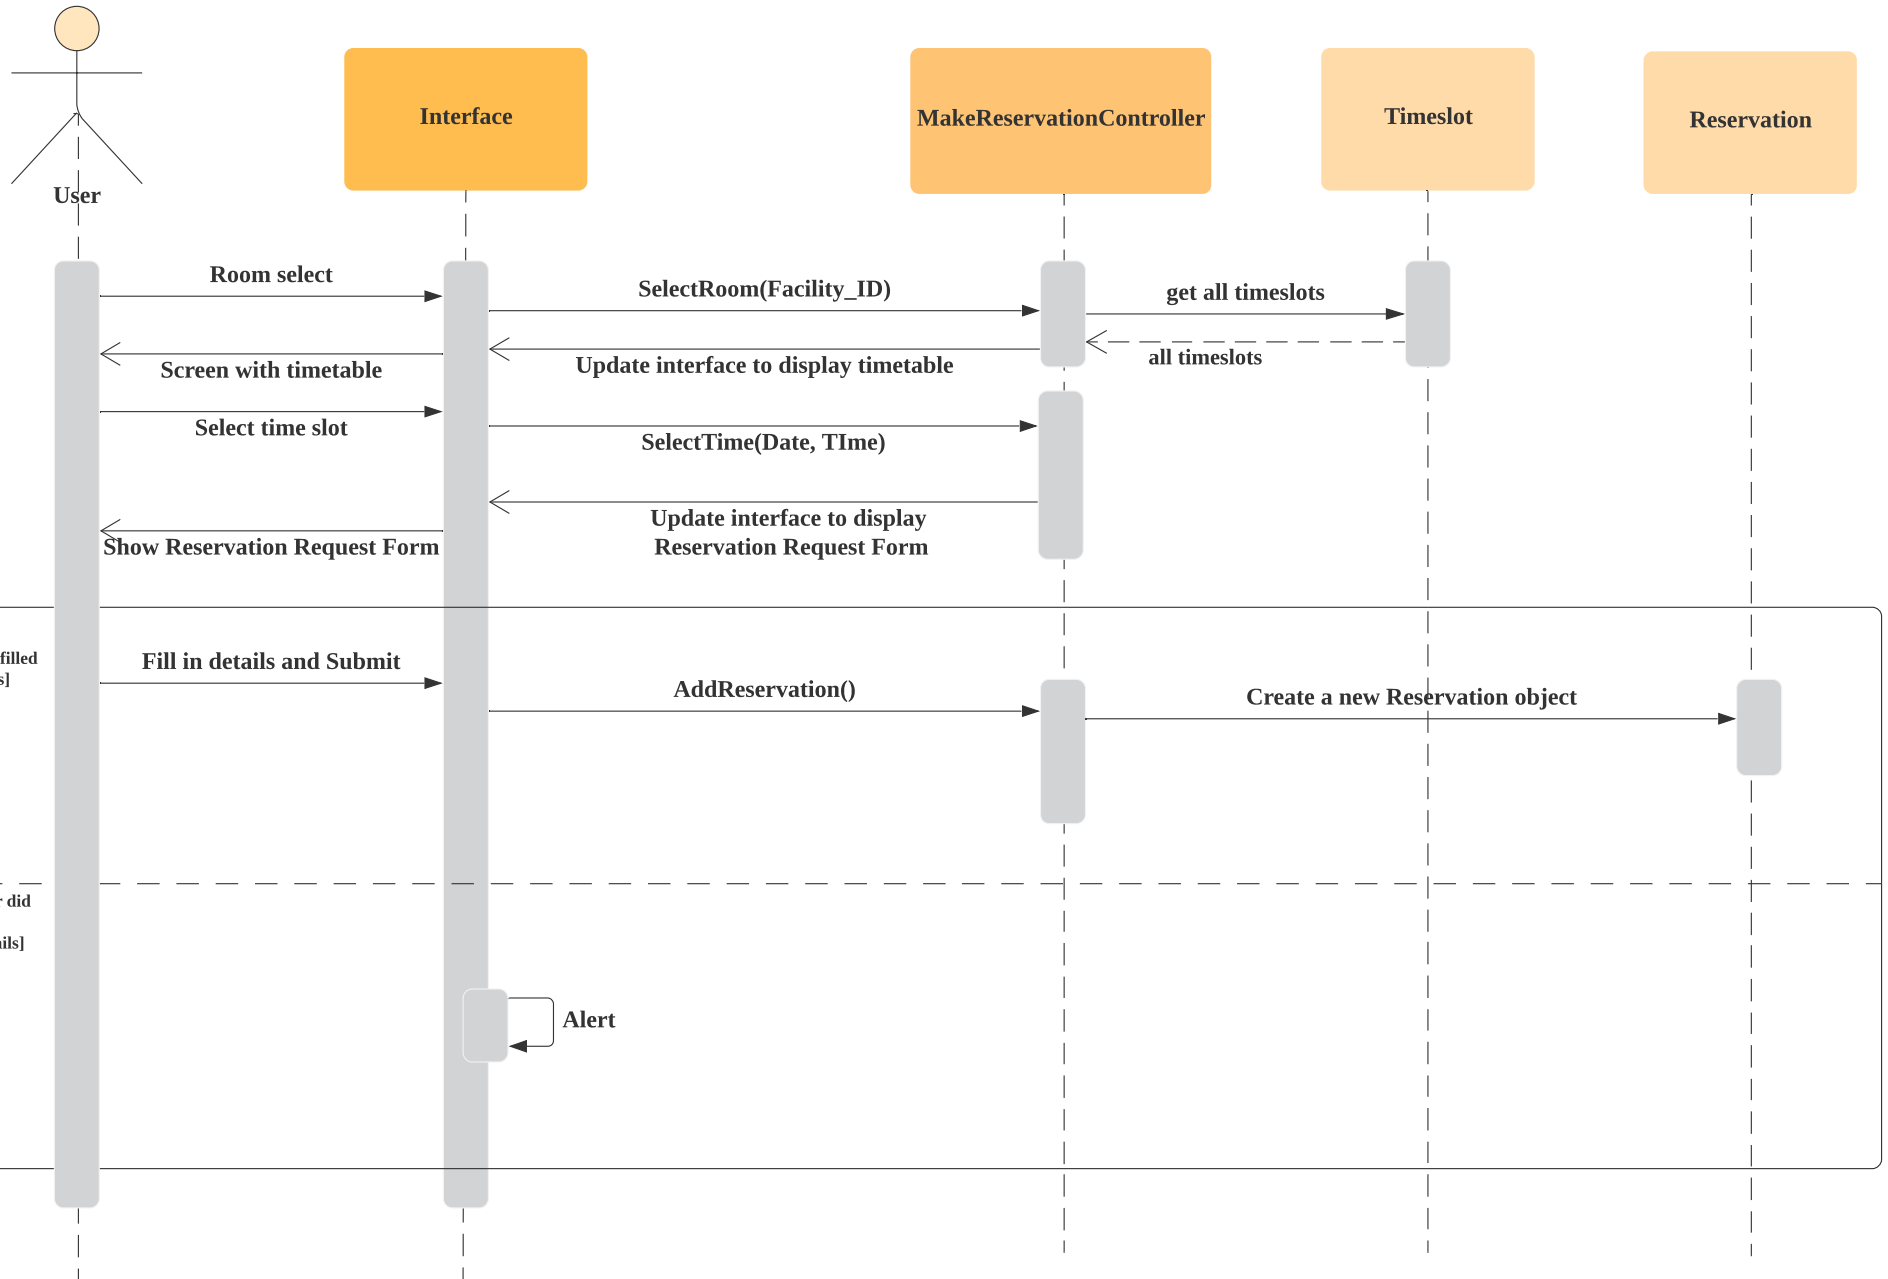 Interface
MakeReservationController
Timeslot
Reservation
User
Room select
SelectRoom(Facility_ID)
get all timeslots
all timeslots
Update interface to display timetable
Screen with timetable
Select time slot
SelectTime(Date, TIme)
Update interface to display
Reservation Request Form
Show Reservation Request Form
filled
s]
Fill in details and Submit
AddReservation()
Create a new Reservation object
r did
ails]
Alert